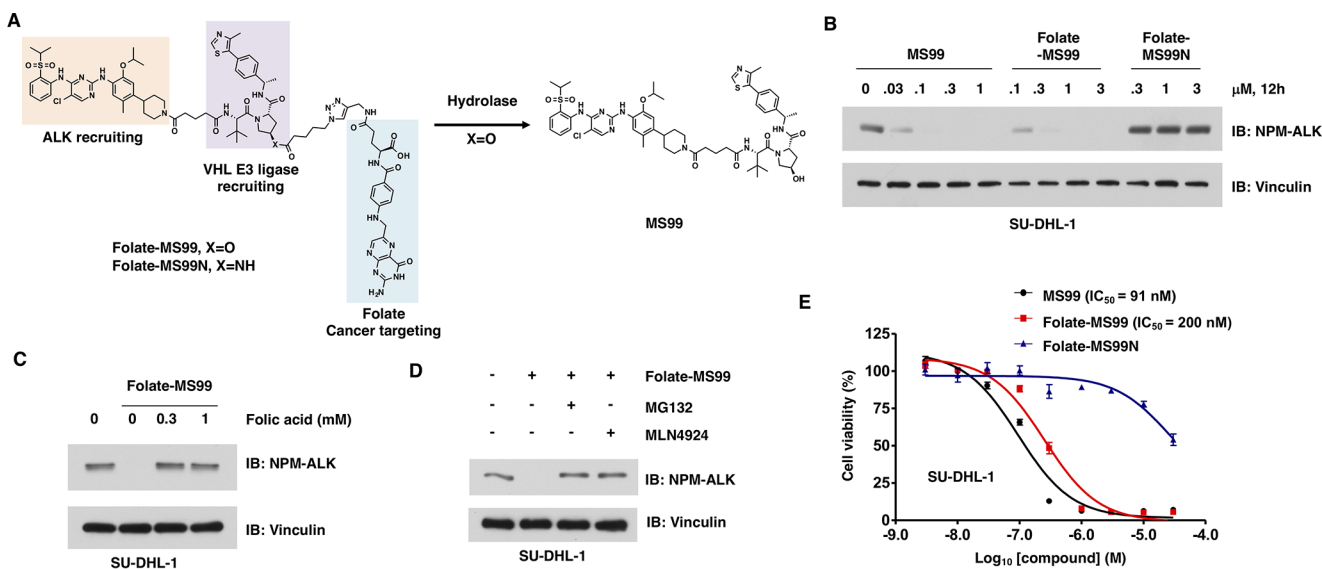 A
ALK recruiting
VHL E3 ligase
recruiting
Folate-MS99, X=O
Folate-MS99N, X=NH
Folate
Cancer targeting
Hydrolase
X=O
MS99
B
MS99
Folate
-MS99
Folate-
MS99N
0 .03 .1 .3 1 .1 .3 1 3 .3 1 3 μM, 12h
IB: NPM-ALK
IB: Vinculin
SU-DHL-1
C
Folate-MS99
0 0 0.3 1 Folic acid (mM)
IB: NPM-ALK
IB: Vinculin
SU-DHL-1
D
- + + + Folate-MS99
- - + - MG132
- - - + MLN4924
IB: NPM-ALK
IB: Vinculin
SU-DHL-1
E
MS99 (IC50 = 91 nM)
Folate-MS99 (IC50 = 200 nM)
Folate-MS99N
Cell viability (%)
125
100
75
50
25
0
SU-DHL-1
-9.0 -8.0 -7.0 -6.0 -5.0 -4.0
Log10 [compound] (M)